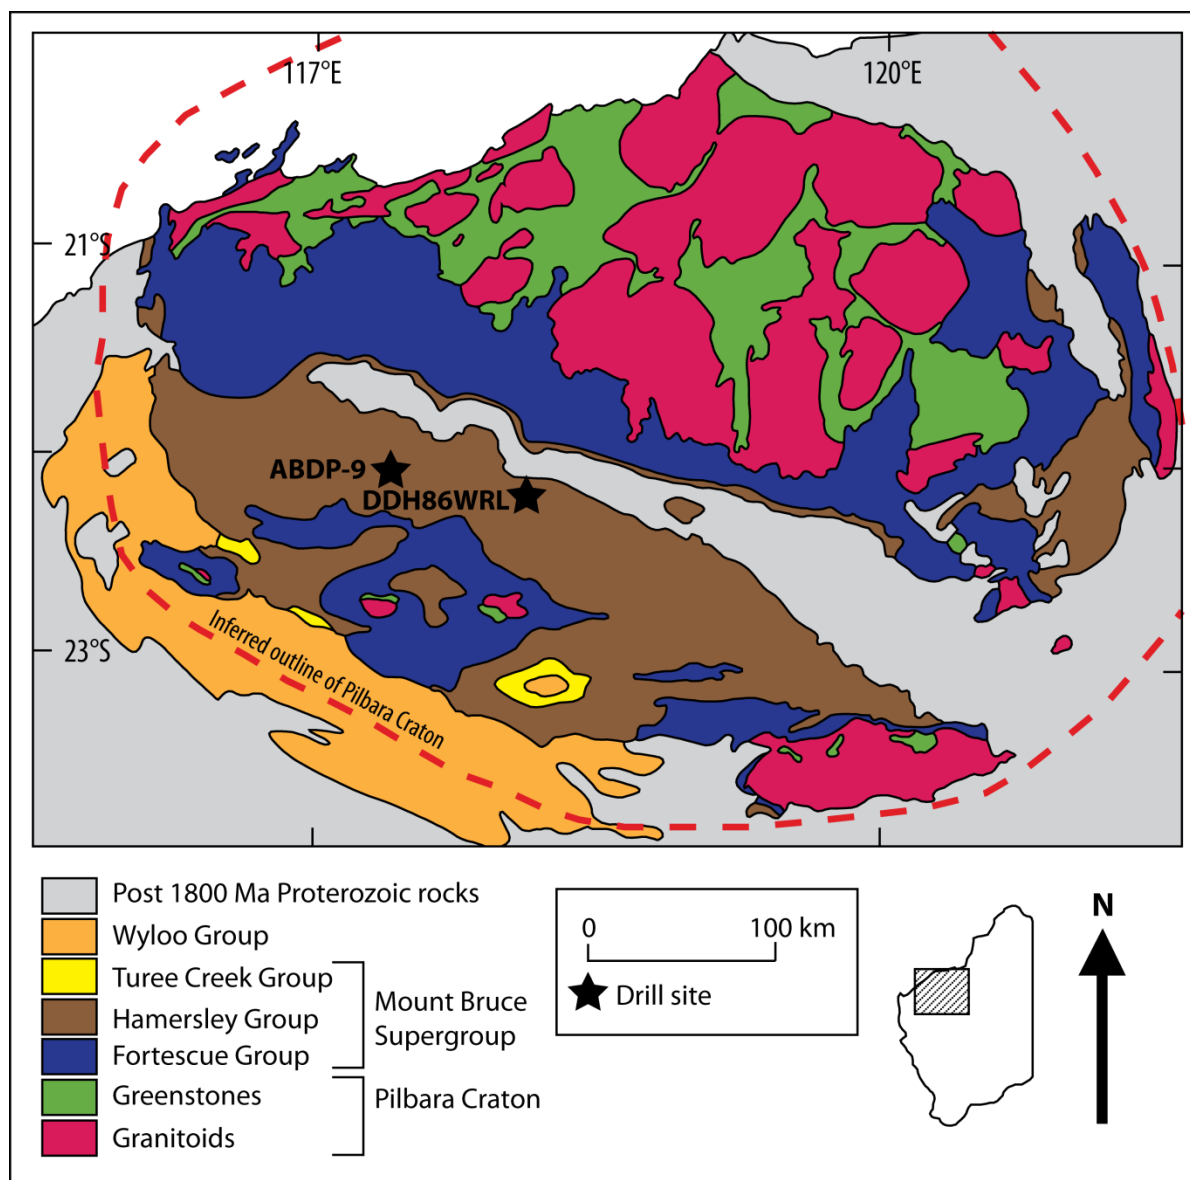 117°E
120°E
21°S
ABDP-9
DDH86WRL
23°S
Inferred outline of Pilbara Craton
Post 1800 Ma Proterozoic rocks
Wyloo Group
Turee Creek Group
Hamersley Group
Fortescue Group
Mount Bruce
Supergroup
Greenstones
Granitoids
Pilbara Craton
0
100 km
Drill site
N